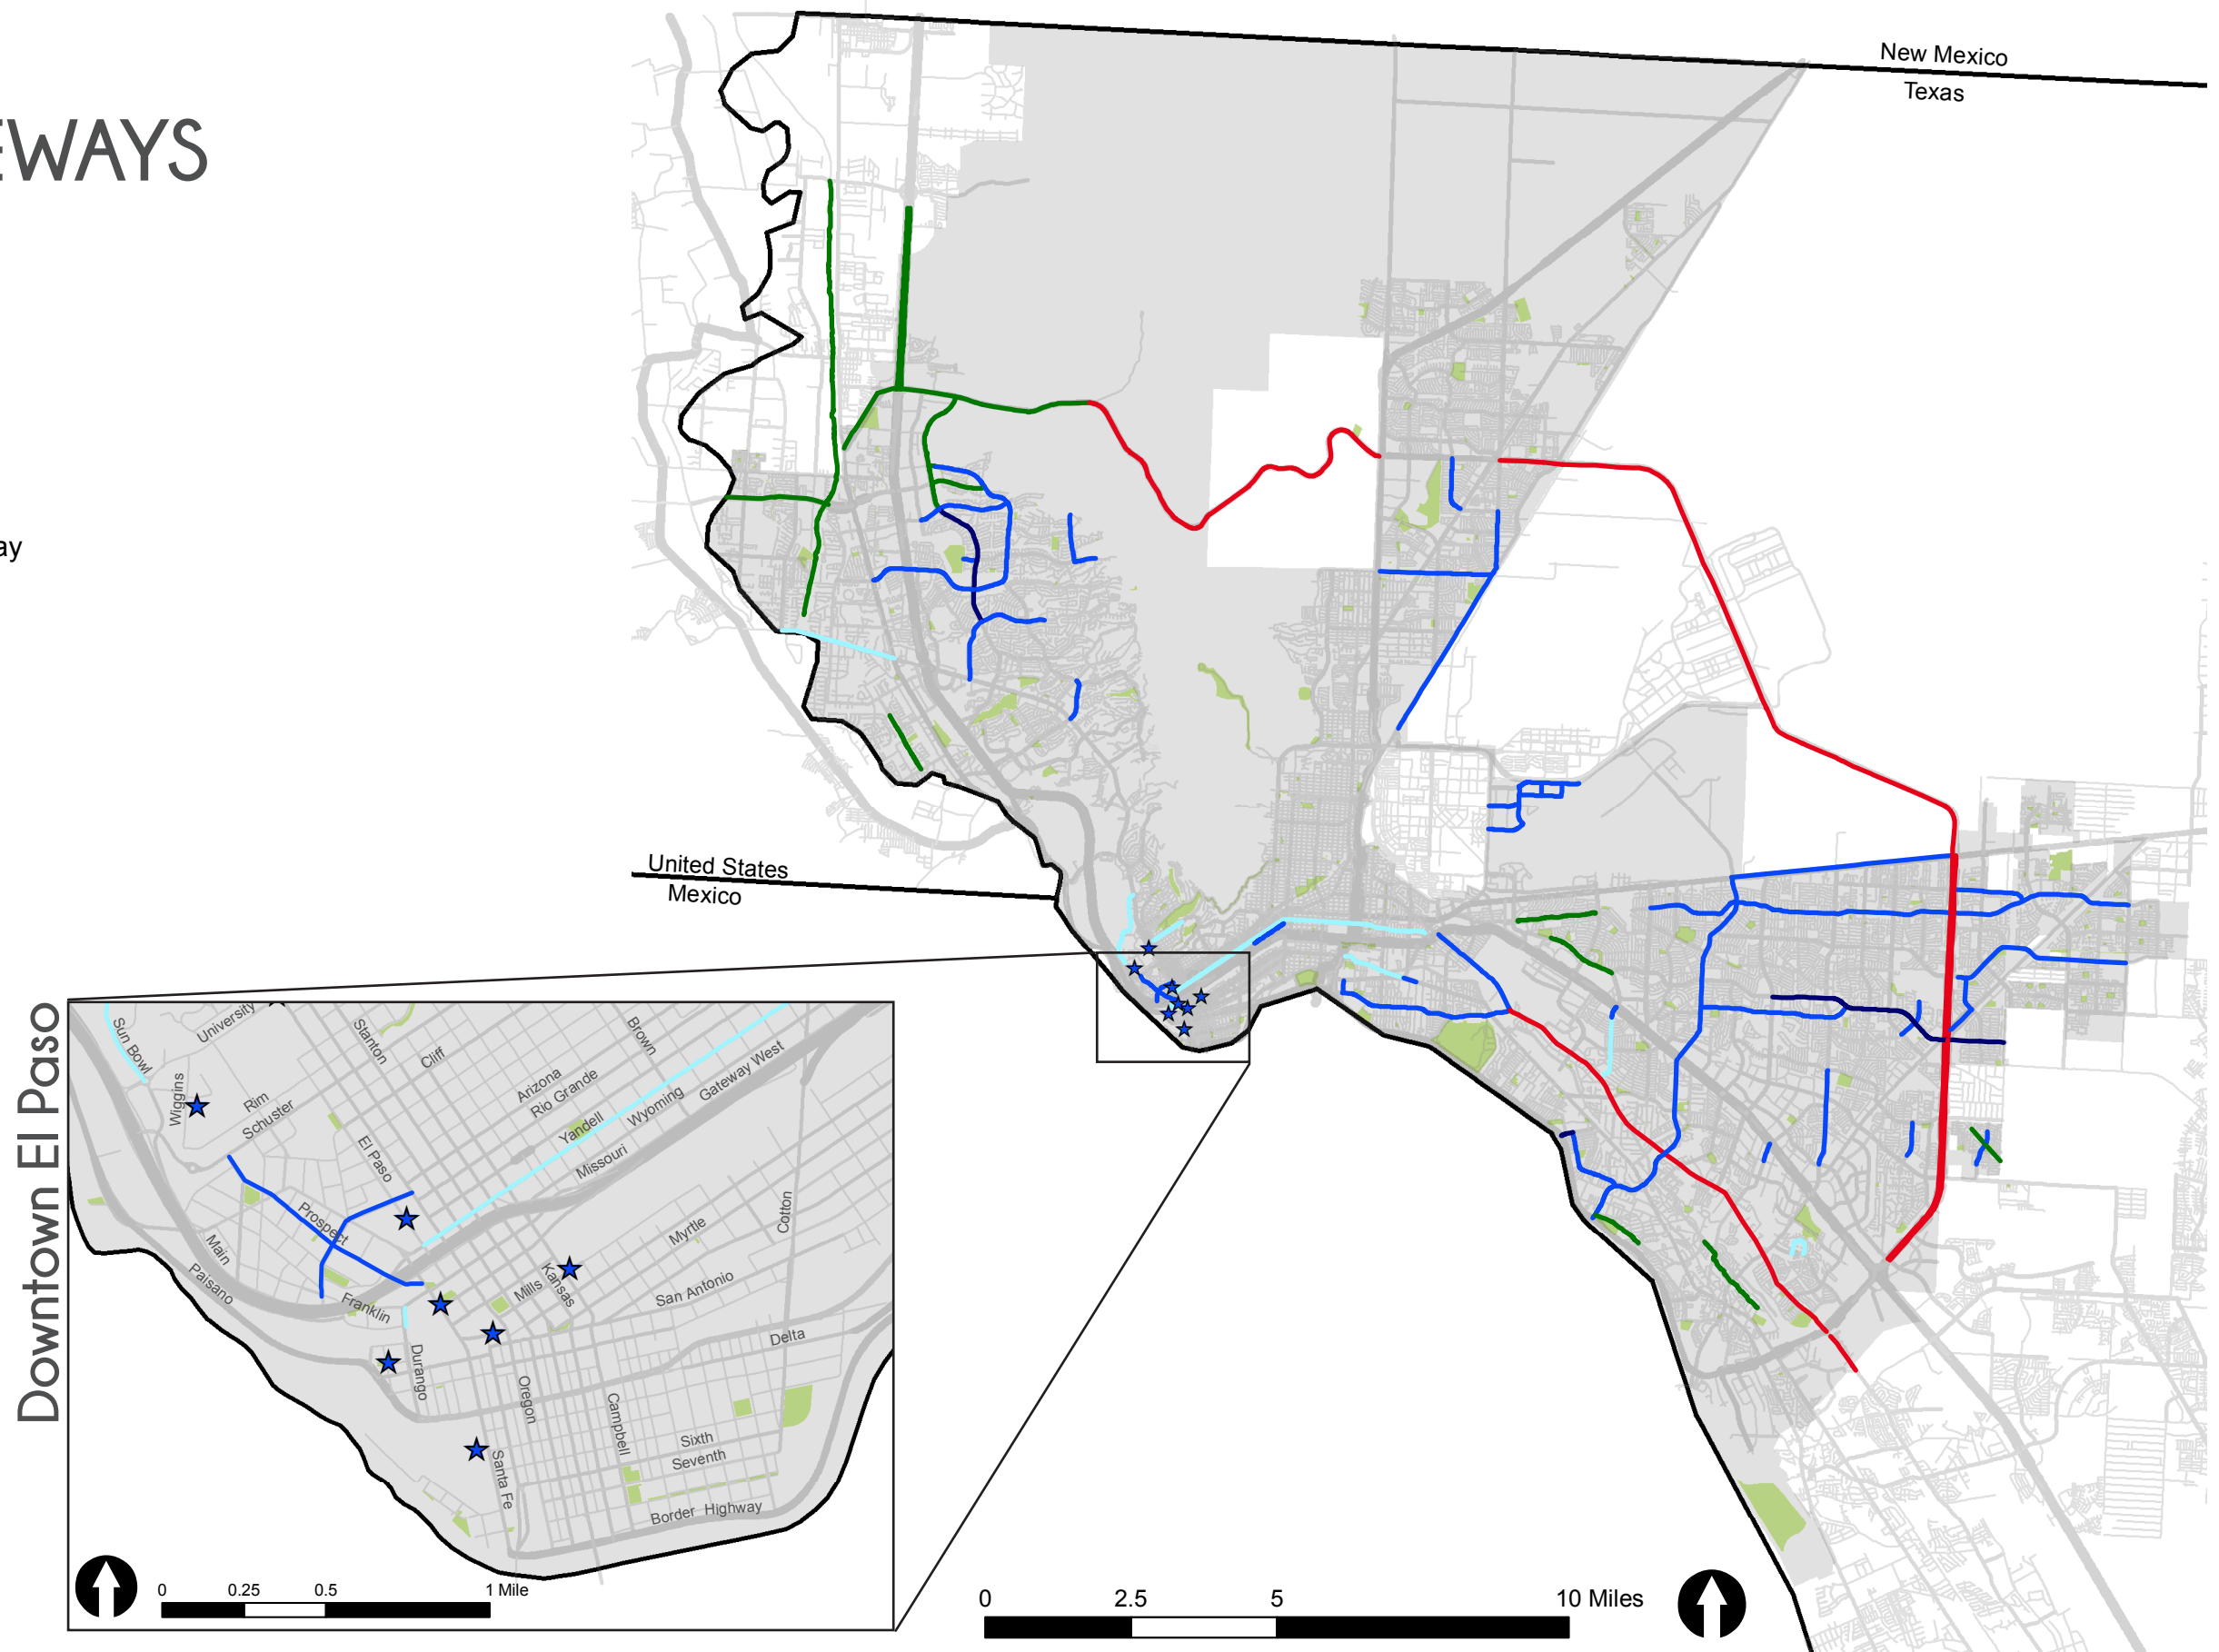 EWAYS
ay
New Mexico
Texas
United States
Mexico
Downtown El Paso
Sun Bowl
University
Wiggins
Rim
Schuster
Stanton
Cliff
Brown
Arizona
Rio Grande
Yandell
Wyoming
Gateway West
Missouri
El Paso
Prospect
Main
Paisano
Franklin
Durango
Mills
Kansas
Myrtle
San Antonio
Cotton
Delta
Oregon
Campbell
Santa Fe
Sixth
Seventh
Border Highway
0 0.25 0.5 1 Mile
0 2.5 5 10 Miles